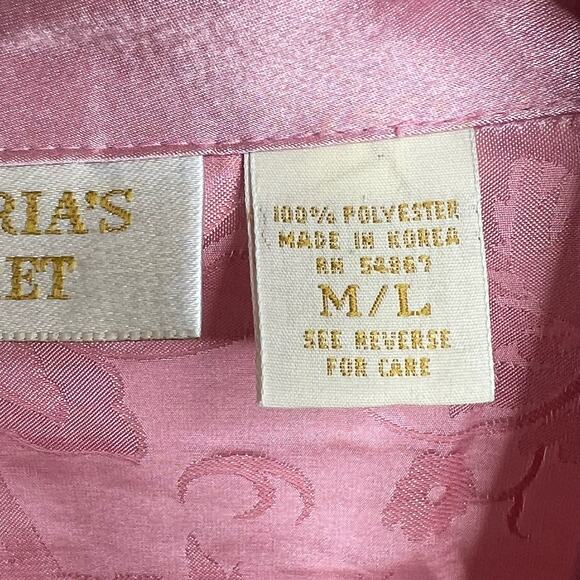 RIA'S
ET
100% POLYESTER
MADE IN KOREA
RN 54867
M/L
SEE REVERSE
FOR CARE